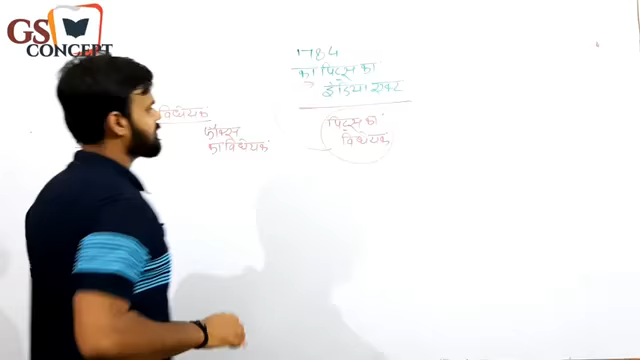 GS
CONCEPT
1784
का पिट्स का
इंडिया एक्ट
विधेयक
फॉक्स
का विधेयक
पिट्स का
विधेयक